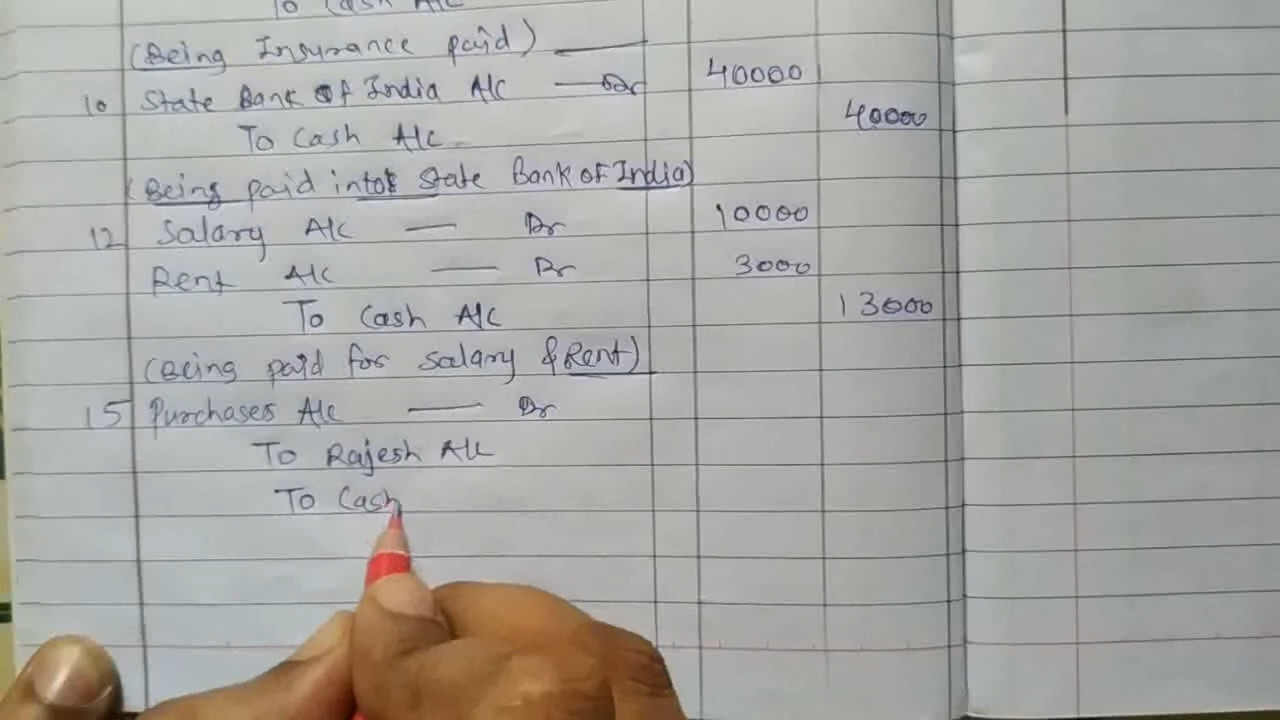 To Cash A/c
(Being Insurance paid)
40000
10 State Bank Of India A/c — Dr
40000
To Cash A/c
(Being paid into State Bank of India)
10000
12 Salary A/c — Dr
Rent A/c — Dr 3000
To Cash A/c 13000
(Being paid for salary & Rent)
15 Purchases A/c — Dr
To Rajesh A/c
To Cash